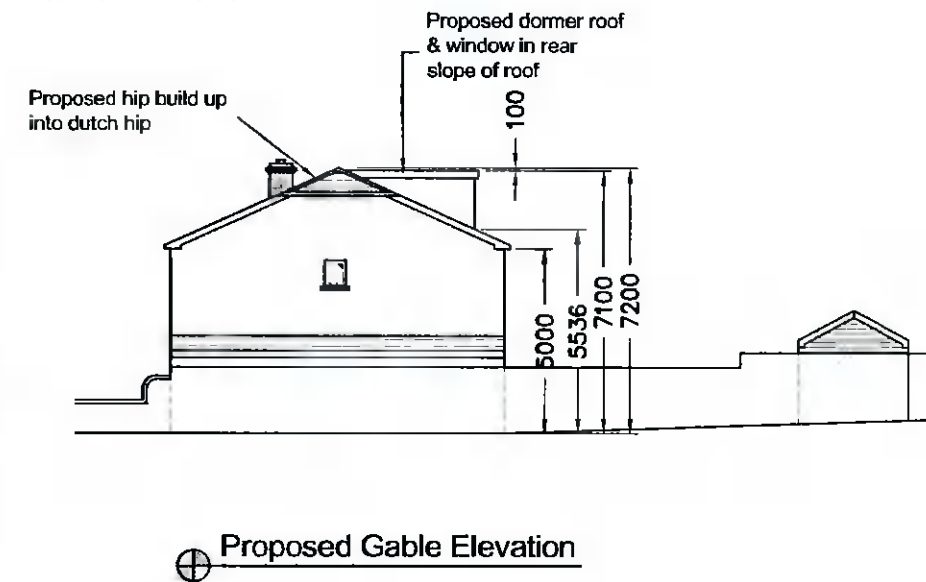 Proposed dormer roof
& window in rear
slope of roof
Proposed hip build up
into dutch hip
100
5000
5536
7100
7200
Proposed Gable Elevation